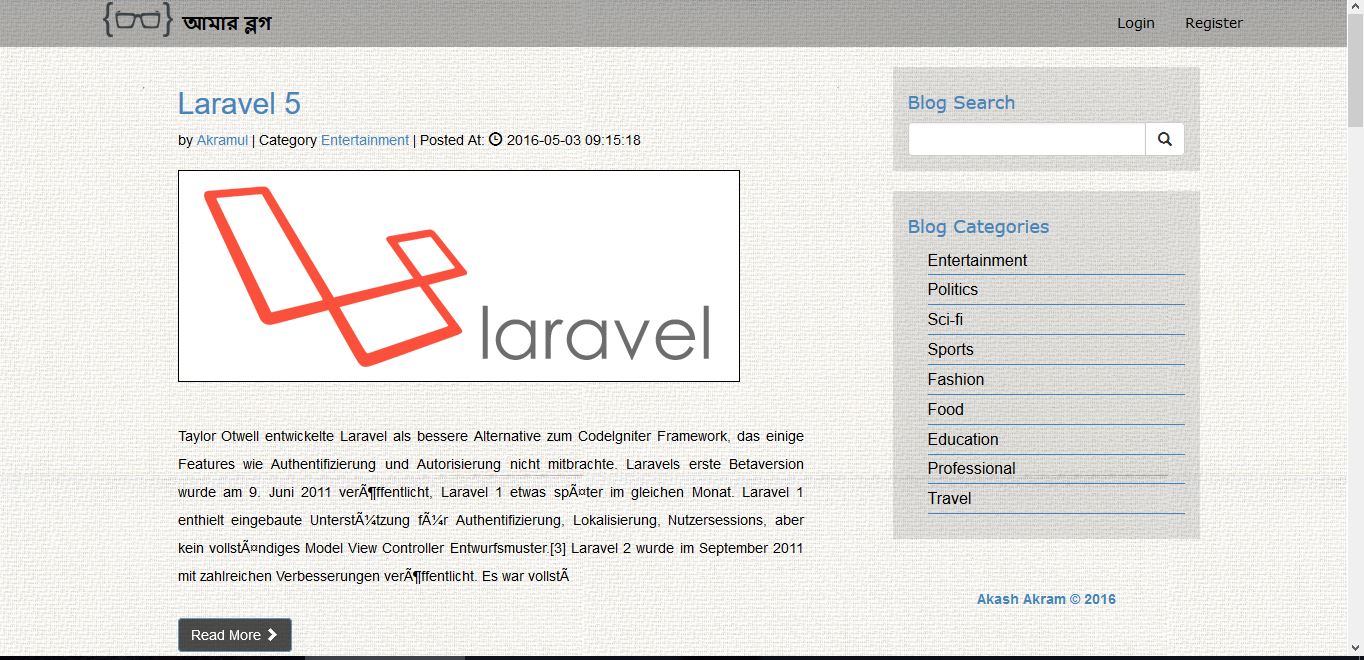 আমার ব্লগ
Login Register
Laravel 5
by Akramul | Category Entertainment | Posted At: 2016-05-03 09:15:18
laravel
Taylor Otwell entwickelte Laravel als bessere Alternative zum CodeIgniter Framework, das einige
Features wie Authentifizierung und Autorisierung nicht mitbrachte. Laravels erste Betaversion
wurde am 9. Juni 2011 verÃ¶ffentlicht, Laravel 1 etwas spÃ¤ter im gleichen Monat. Laravel 1
enthielt eingebaute UnterstÃ¼tzung fÃ¼r Authentifizierung, Lokalisierung, Nutzersessions, aber
kein vollstÃ¤ndiges Model View Controller Entwurfsmuster.[3] Laravel 2 wurde im September 2011
mit zahlreichen Verbesserungen verÃ¶ffentlicht. Es war vollstÃ
Read More
Blog Search
Blog Categories
Entertainment
Politics
Sci-fi
Sports
Fashion
Food
Education
Professional
Travel
Akash Akram © 2016